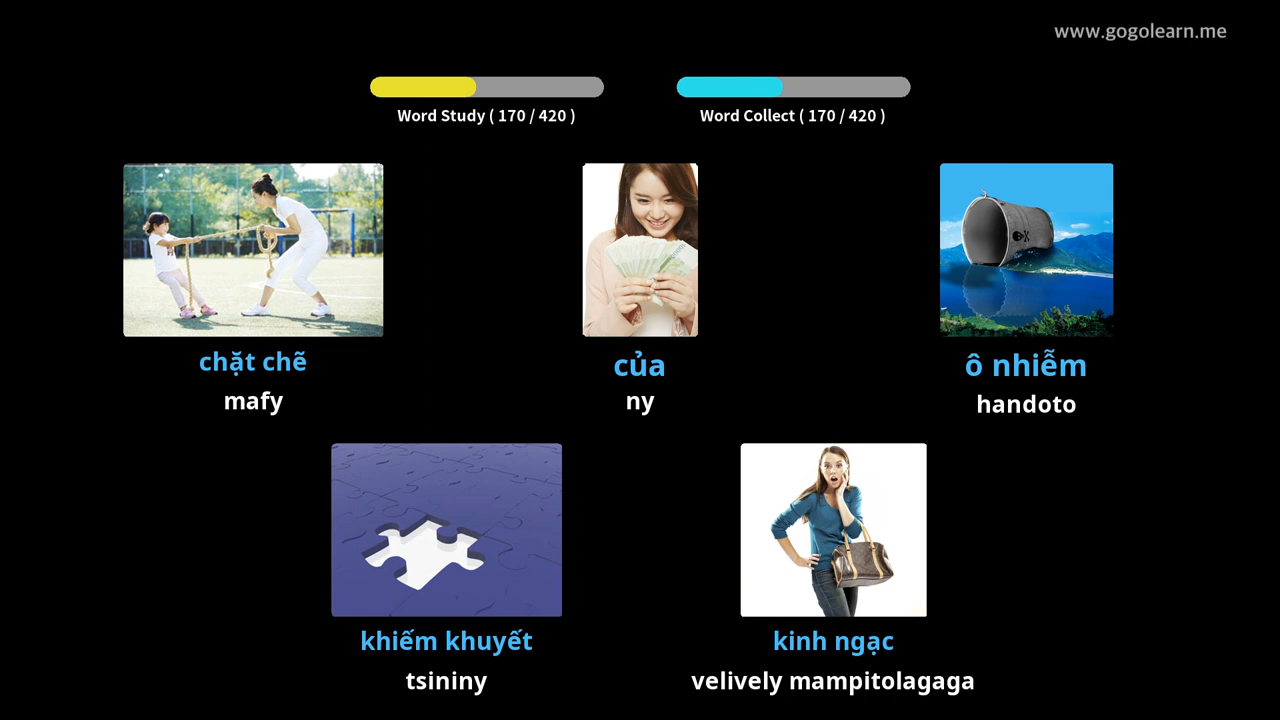 www.gogolearn.me
Word Study ( 170 / 420 )
Word Collect ( 170 / 420 )
chặt chẽ
mafy
của
ny
ô nhiễm
handoto
khiếm khuyết
tsininy
kinh ngạc
velively mampitolagaga